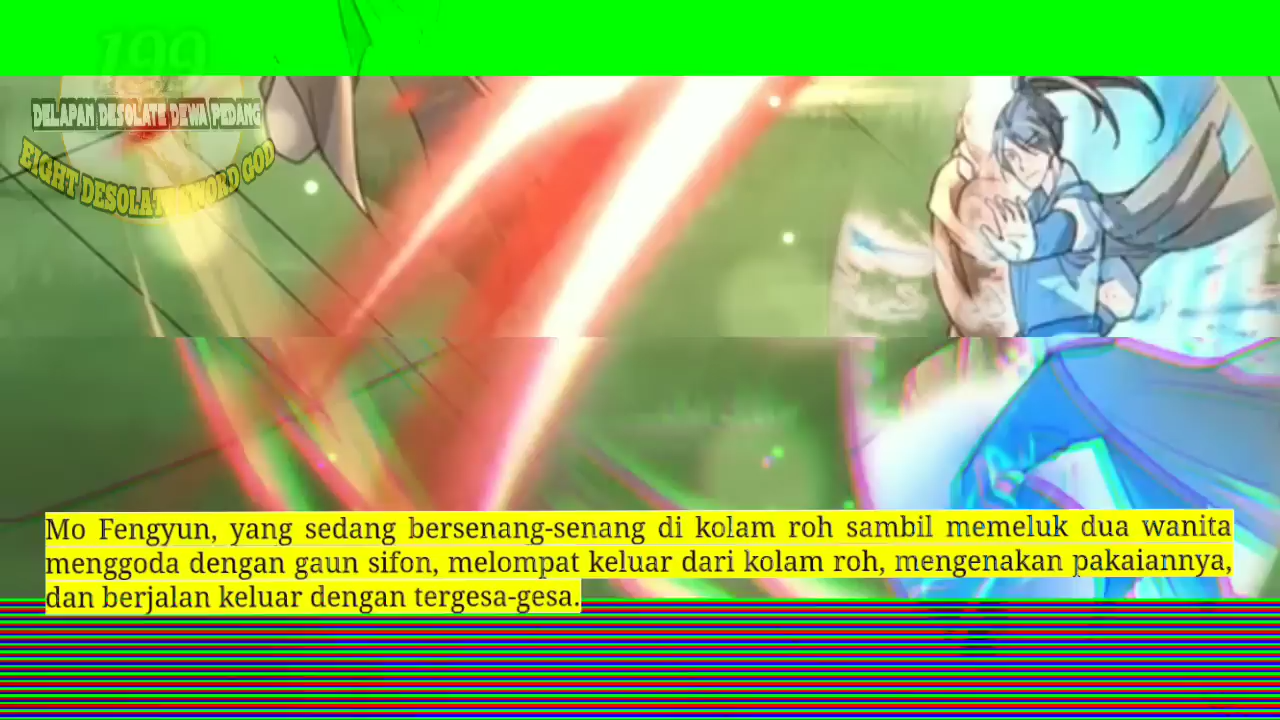 199
DELAPAN DESOLATE DEWA PEDANG
EIGHT DESOLATE SWORD GOD
Mo Fengyun, yang sedang bersenang-senang di kolam roh sambil memeluk dua wanita
menggoda dengan gaun sifon, melompat keluar dari kolam roh, mengenakan pakaiannya,
dan berjalan keluar dengan tergesa-gesa.